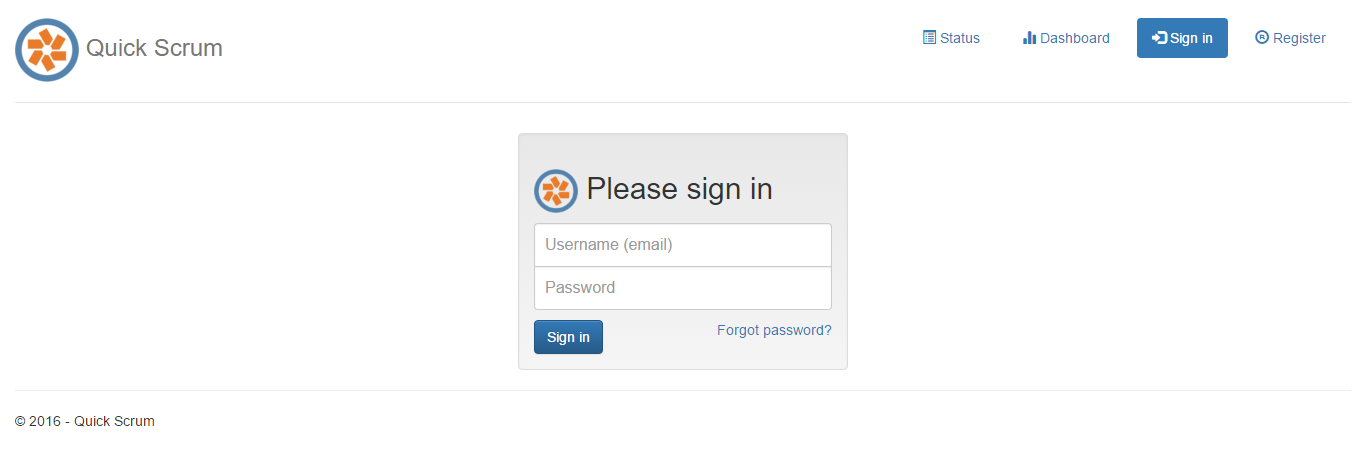 Quick Scrum
Status Dashboard Sign in Register
Please sign in
Username (email)
Password
Sign in Forgot password?
© 2016 - Quick Scrum